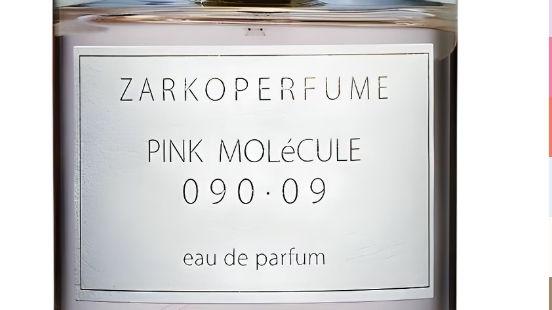 ZARKOPERFUME
PINK MOLéCULE
090·09
eau de parfum